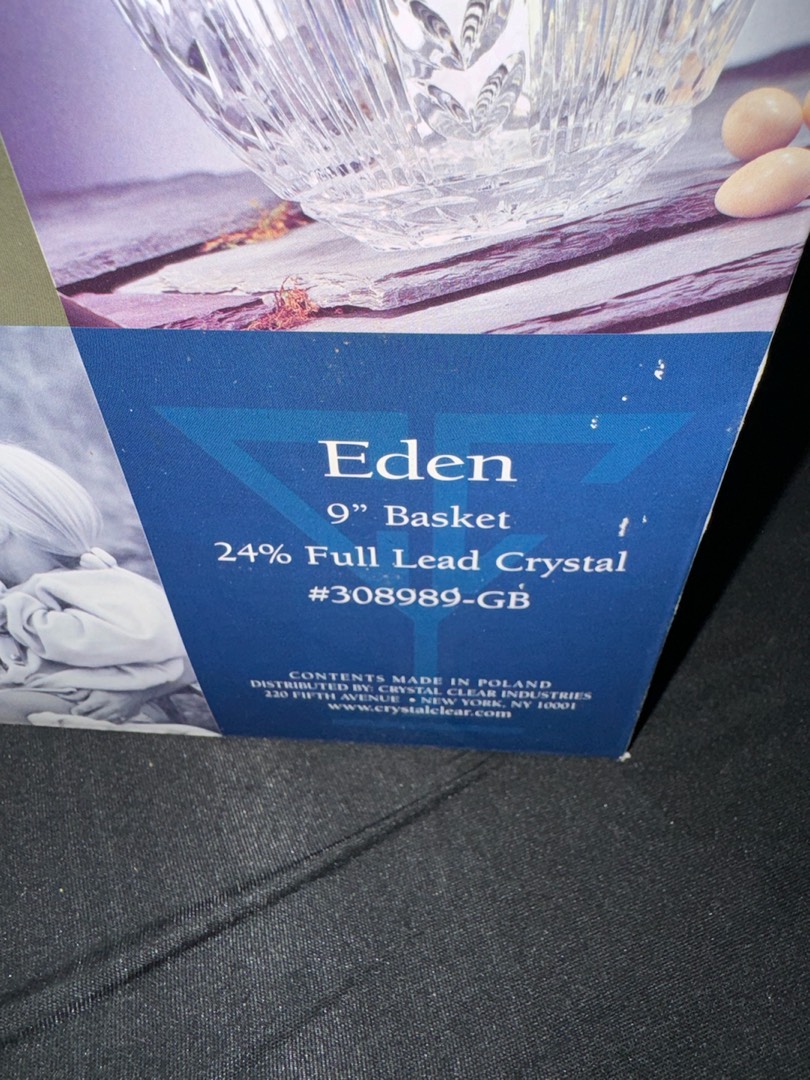 Eden
9” Basket
24% Full Lead Crystal
#308989-GB
CONTENTS MADE IN POLAND
DISTRIBUTED BY: CRYSTAL CLEAR INDUSTRIES
220 FIFTH AVENUE • NEW YORK, NY 10001
www.crystalclear.com